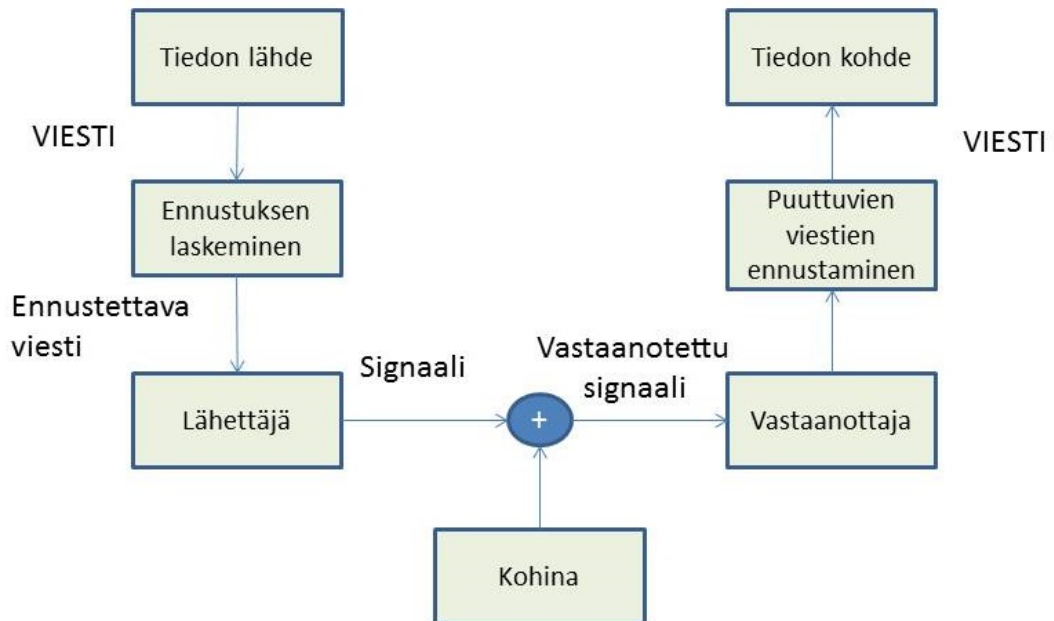 Tiedon lähde
Tiedon kohde
VIESTI
VIESTI
Ennustuksen
laskeminen
Puuttuvien
viestien
ennustaminen
Ennustettava
viesti
Signaali
Vastaanotettu
signaali
Lähettäjä
+
Vastaanottaja
Kohina